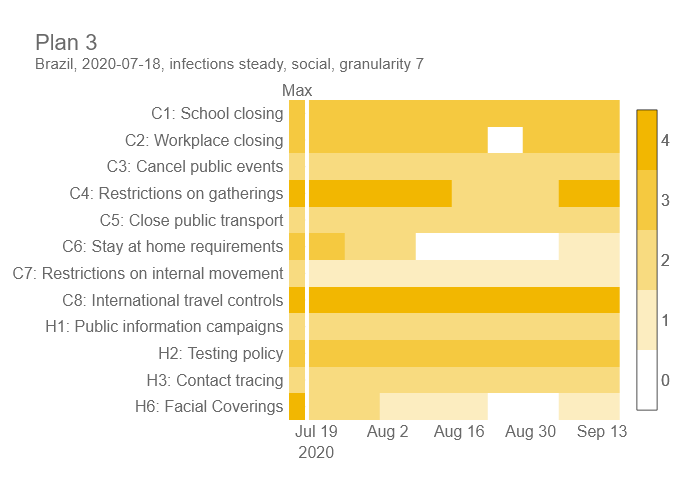 Plan 3
Brazil, 2020-07-18, infections steady, social, granularity 7
Max
C1: School closing
C2: Workplace closing
C3: Cancel public events
C4: Restrictions on gatherings
C5: Close public transport
C6: Stay at home requirements
C7: Restrictions on internal movement
C8: International travel controls
H1: Public information campaigns
H2: Testing policy
H3: Contact tracing
H6: Facial Coverings
Jul 19 Aug 2 Aug 16 Aug 30 Sep 13
2020
4
3
2
1
0